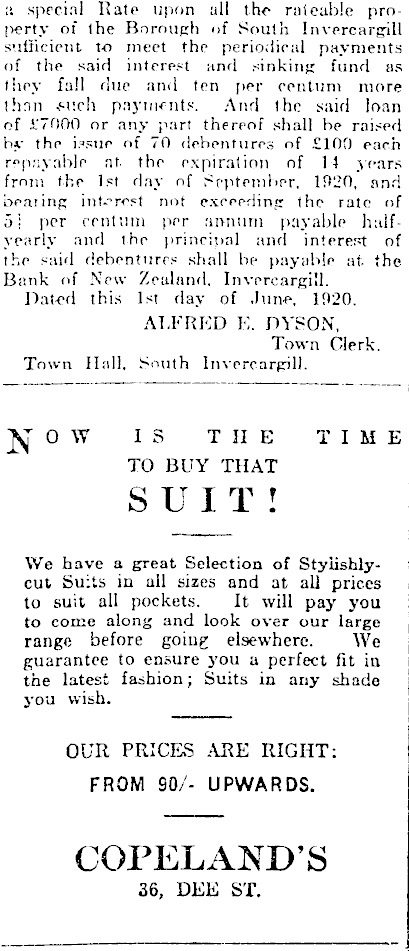 a special Rate upon all the rateable pro-
perty of the Borough of South Invercargill
sufficient to meet the periodical payments
of the said interest and sinking fund as
they fall due and ten per centum more
than such payments. And the said loan
of £7000 or any part thereof shall be raised
by the issue of 70 debentures of £100 each
repayable at the expiration of 14 years
from the 1st day of September, 1920, and
bearing interest not exceeding the rate of
per centum per annum payable half-
yearly and the principal and interest of
the said debentures shall be payable at the
Bank of New Zealand, Invercargill.
Dated this 1st day of June, 1920.
ALFRED E. DYSON,
Town Clerk.
Town Hall, South Invercargill.
NOW IS THE TIME
TO BUY THAT
SUIT!
We have a great Selection of Stylishly-
cut Suits in all sizes and at all prices
to suit all pockets. It will pay you
to come along and look over our large
range before going elsewhere. We
guarantee to ensure you a perfect fit in
the latest fashion; Suits in any shade
you wish.
OUR PRICES ARE RIGHT:
FROM 90/- UPWARDS.
COPELAND'S
36, DEE ST.